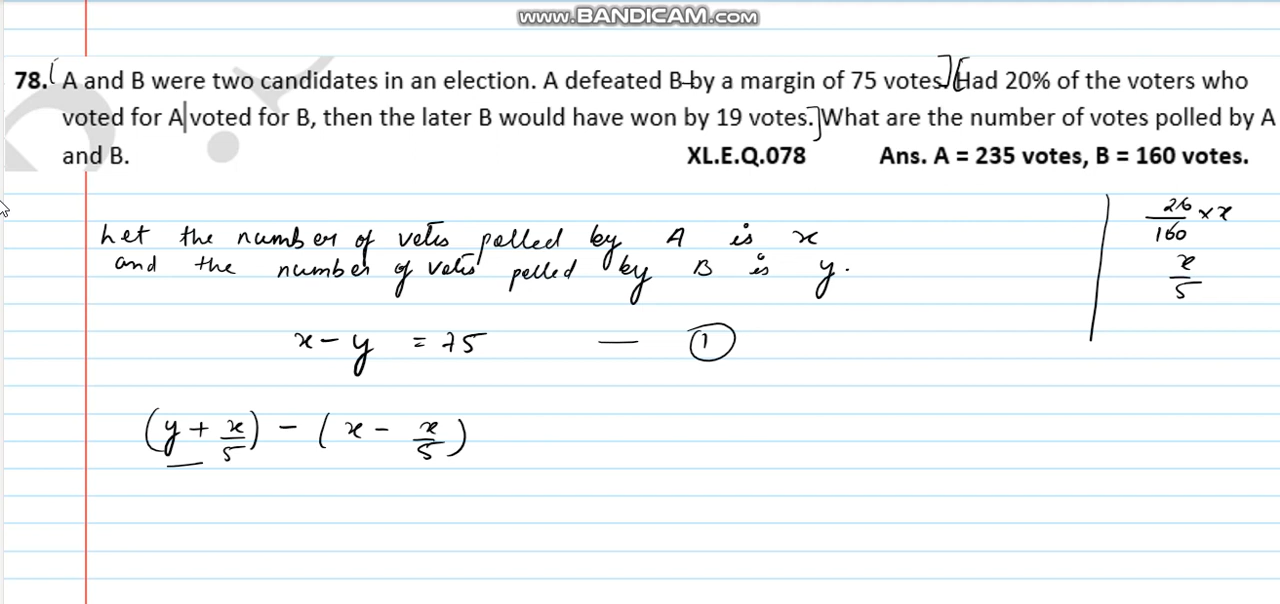 www.BANDICAM.com
78. A and B were two candidates in an election. A defeated B by a margin of 75 votes. Had 20% of the voters who
voted for A voted for B, then the later B would have won by 19 votes. What are the number of votes polled by A
and B. XL.E.Q.078 Ans. A = 235 votes, B = 160 votes.
Let the number of votes polled by A is x
and the number of votes polled by B is y.
20/100 × x
x/5
x - y = 75 — ①
(y + x/5) - (x - x/5)